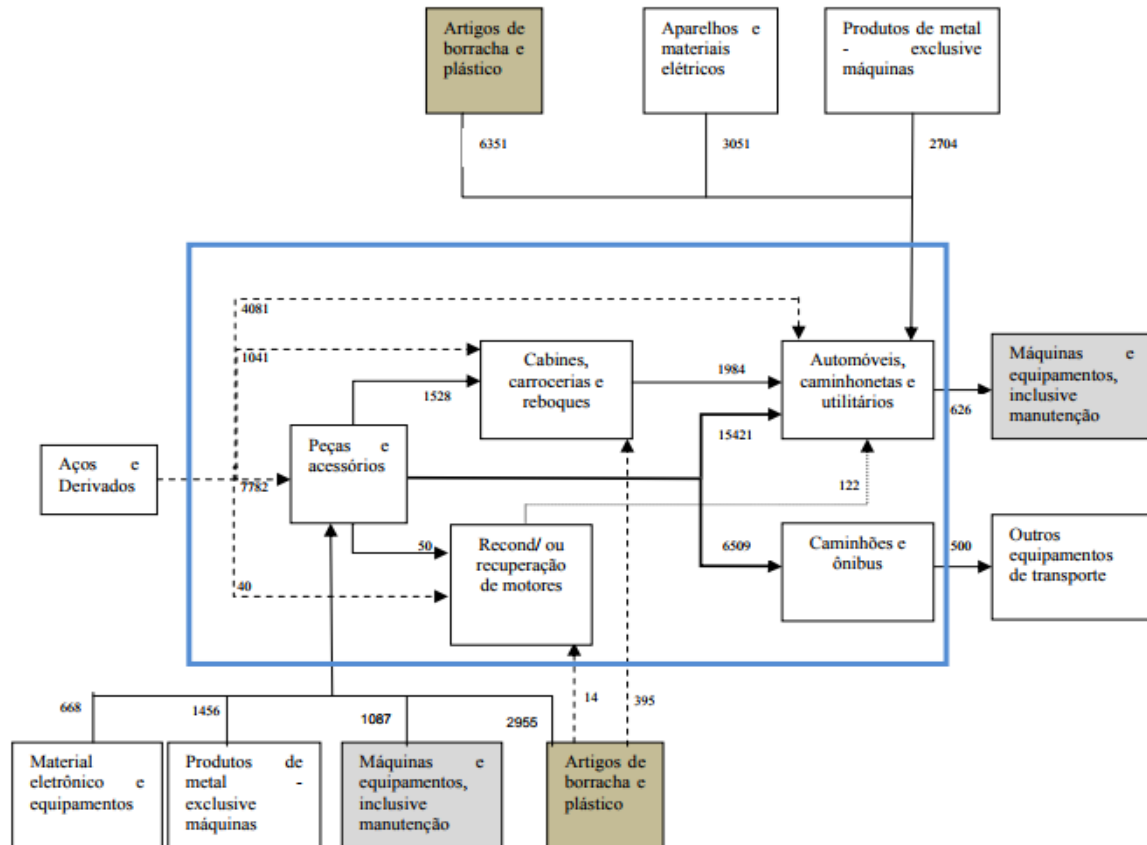 Artigos de
borracha e
plástico
Aparelhos e
materiais
elétricos
Produtos de metal
- exclusive
máquinas
6351
3051
2704
4081
1041
1528
Cabines,
carrocerias e
reboques
1984
Automóveis,
caminhonetas e
utilitários
626
Máquinas e
equipamentos,
inclusive
manutenção
15421
Aços e
Derivados
7782
Peças e
acessórios
122
50
Recond/ ou
recuperação
de motores
40
6509
Caminhões e
ônibus
500
Outros
equipamentos
de transporte
668
1456
1087
2955
14
395
Material
eletrônico e
equipamentos
Produtos de
metal -
exclusive
máquinas
Máquinas e
equipamentos,
inclusive
manutenção
Artigos de
borracha e
plástico